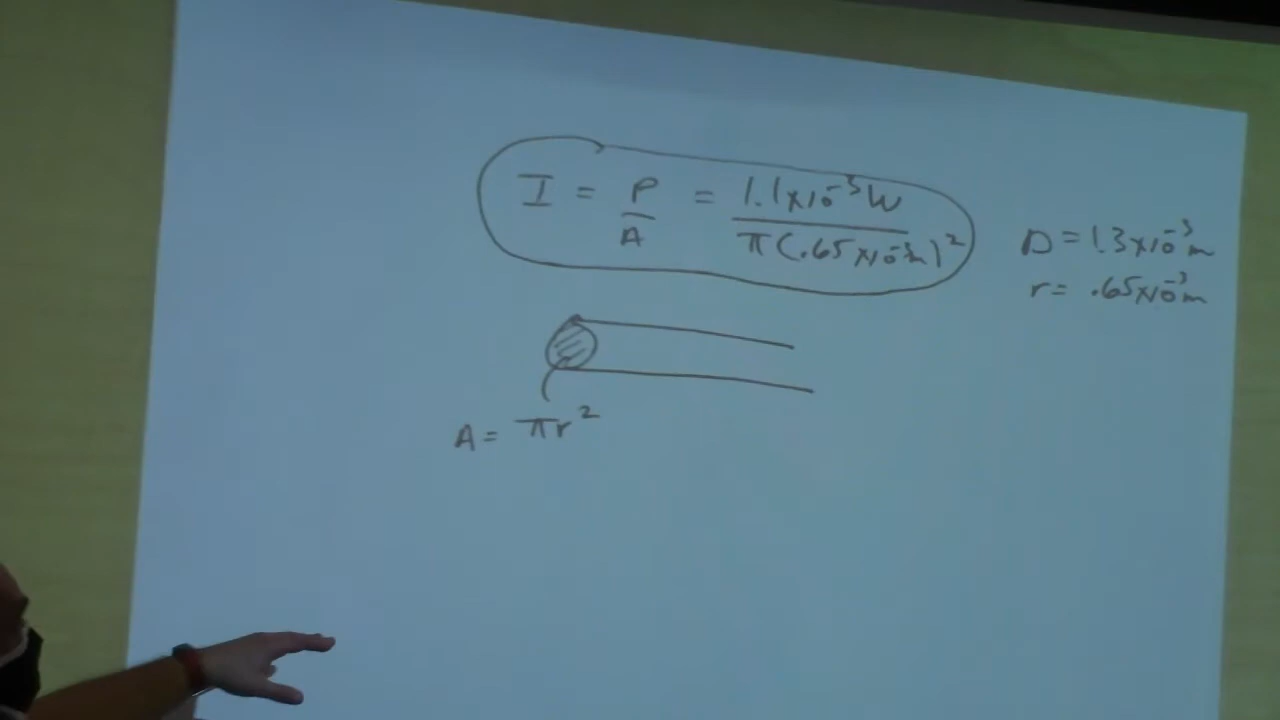 I = P/A = 1.1x10⁻³W / π(.65x10⁻³m)²
D = 1.3x10⁻³m
r = .65x10⁻³m
A = πr²